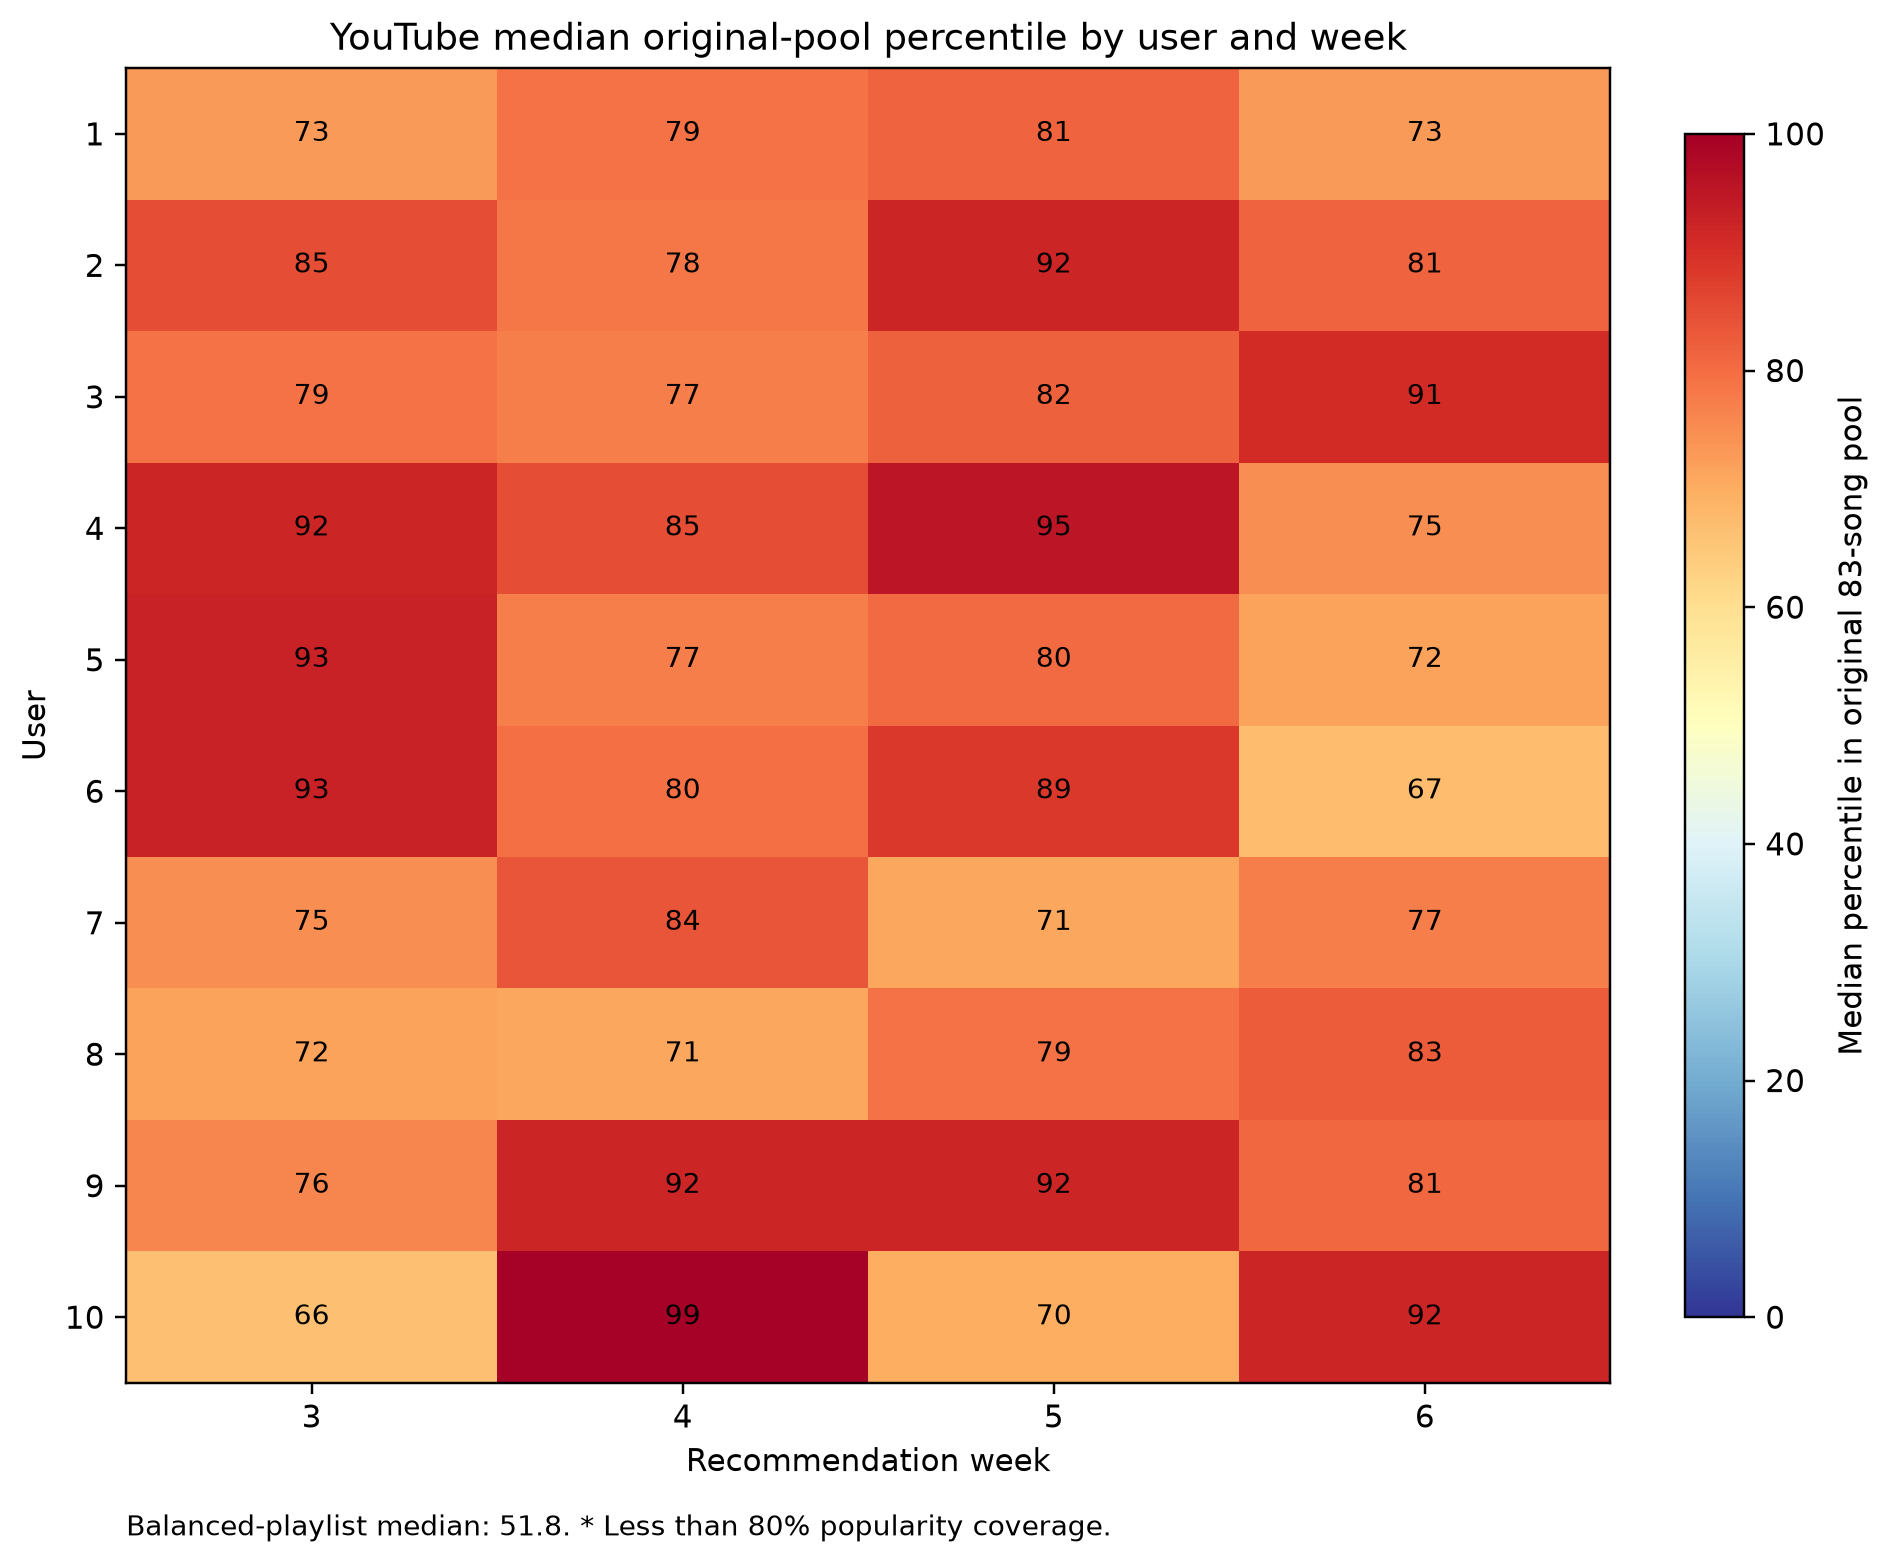 YouTube median original-pool percentile by user and week
1 73 79 81 73
2 85 78 92 81
3 79 77 82 91
4 92 85 95 75
5 93 77 80 72
6 93 80 89 67
7 75 84 71 77
8 72 71 79 83
9 76 92 92 81
10 66 99 70 92
User
3 4 5 6
Recommendation week
100
80
60
40
20
0
Median percentile in original 83-song pool
Balanced-playlist median: 51.8. * Less than 80% popularity coverage.